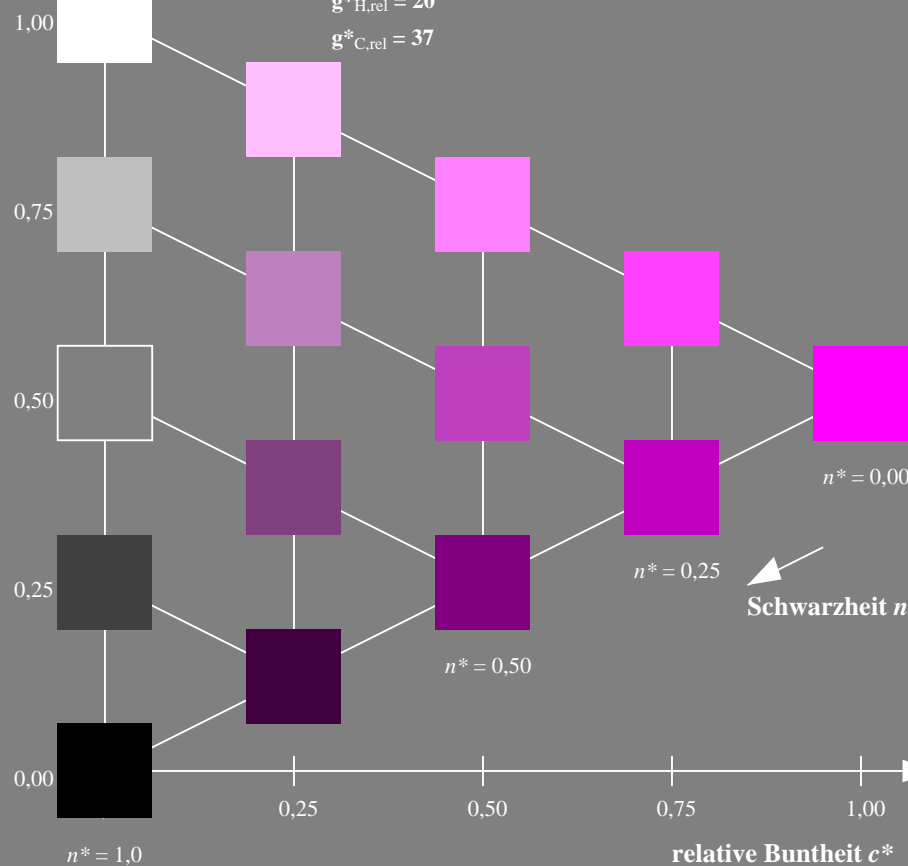 g*H,rel = 20
1,00
g*C,rel = 37
0,75
0,50
n* = 0,00
n* = 0,25
0,25
Schwarzheit n
n* = 0,50
0,00
0,25 0,50 0,75 1,00
n* = 1,0
relative Buntheit c*